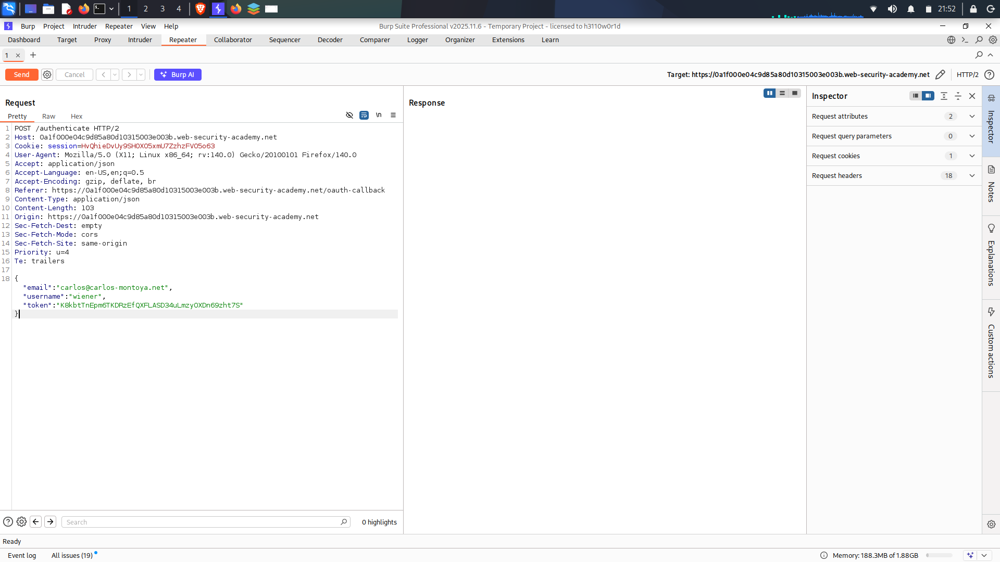 1 2 3 4 21:52
Burp Project Intruder Repeater View Help Burp Suite Professional v2025.11.6 - Temporary Project - licensed to h3110w0r1d
Dashboard Target Proxy Intruder Repeater Collaborator Sequencer Decoder Comparer Logger Organizer Extensions Learn
1 × +
Send Cancel < > Burp AI Target: https://0a1f000e04c9d85a80d10315003e003b.web-security-academy.net HTTP/2
Request
Pretty Raw Hex \n
1 POST /authenticate HTTP/2
2 Host: 0a1f000e04c9d85a80d10315003e003b.web-security-academy.net
3 Cookie: session=HvQhieDvUy9SH0XO5xmU7ZzhzFVO5o63
4 User-Agent: Mozilla/5.0 (X11; Linux x86_64; rv:140.0) Gecko/20100101 Firefox/140.0
5 Accept: application/json
6 Accept-Language: en-US,en;q=0.5
7 Accept-Encoding: gzip, deflate, br
8 Referer: https://0a1f000e04c9d85a80d10315003e003b.web-security-academy.net/oauth-callback
9 Content-Type: application/json
10 Content-Length: 103
11 Origin: https://0a1f000e04c9d85a80d10315003e003b.web-security-academy.net
12 Sec-Fetch-Dest: empty
13 Sec-Fetch-Mode: cors
14 Sec-Fetch-Site: same-origin
15 Priority: u=4
16 Te: trailers
17
18 {
"email":"carlos@carlos-montoya.net",
"username":"wiener",
"token":"K8kbtTnEpm6TKDRzEfQXFLASD34uLmzyOXDn69zht7S"
}
Search 0 highlights
Response
Inspector
Request attributes 2
Request query parameters 0
Request cookies 1
Request headers 18
Inspector
Notes
Explanations
Custom actions
Ready
Event log All issues (19) Memory: 188.3MB of 1.88GB